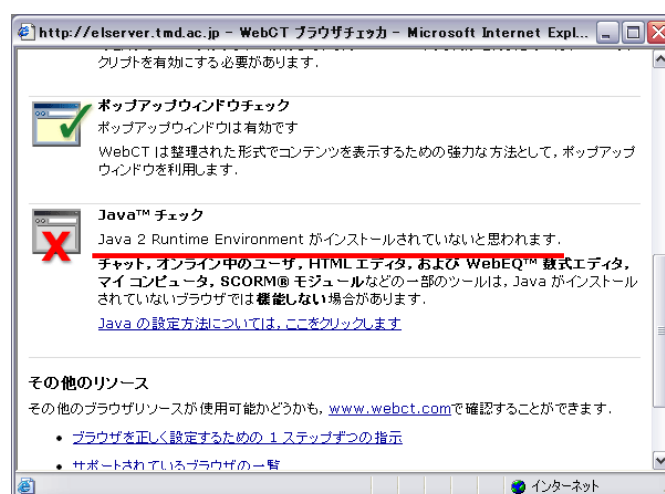 http://elserver.tmd.ac.jp - WebCT ブラウザチェッカ - Microsoft Internet Expl...
クリプトを有効にする必要があります.
ポップアップウィンドウチェック
ポップアップウィンドウは有効です
WebCT は整理された形式でコンテンツを表示するための強力な方法として, ポップアップ
ウィンドウを利用します.
Java™ チェック
Java 2 Runtime Environment がインストールされていないと思われます.
チャット, オンライン中のユーザ, HTML エディタ, および WebEQ™ 数式エディタ,
マイ コンピュータ, SCORM® モジュールなどの一部のツールは, Java がインストール
されていないブラウザでは機能しない場合があります.
Java の設定方法については, ここをクリックします
その他のリソース
その他のブラウザリソースが使用可能かどうかも, www.webct.comで確認することができます.
• ブラウザを正しく設定するための 1 ステップずつの指示
• サポートされているブラウザの一覧
インターネット